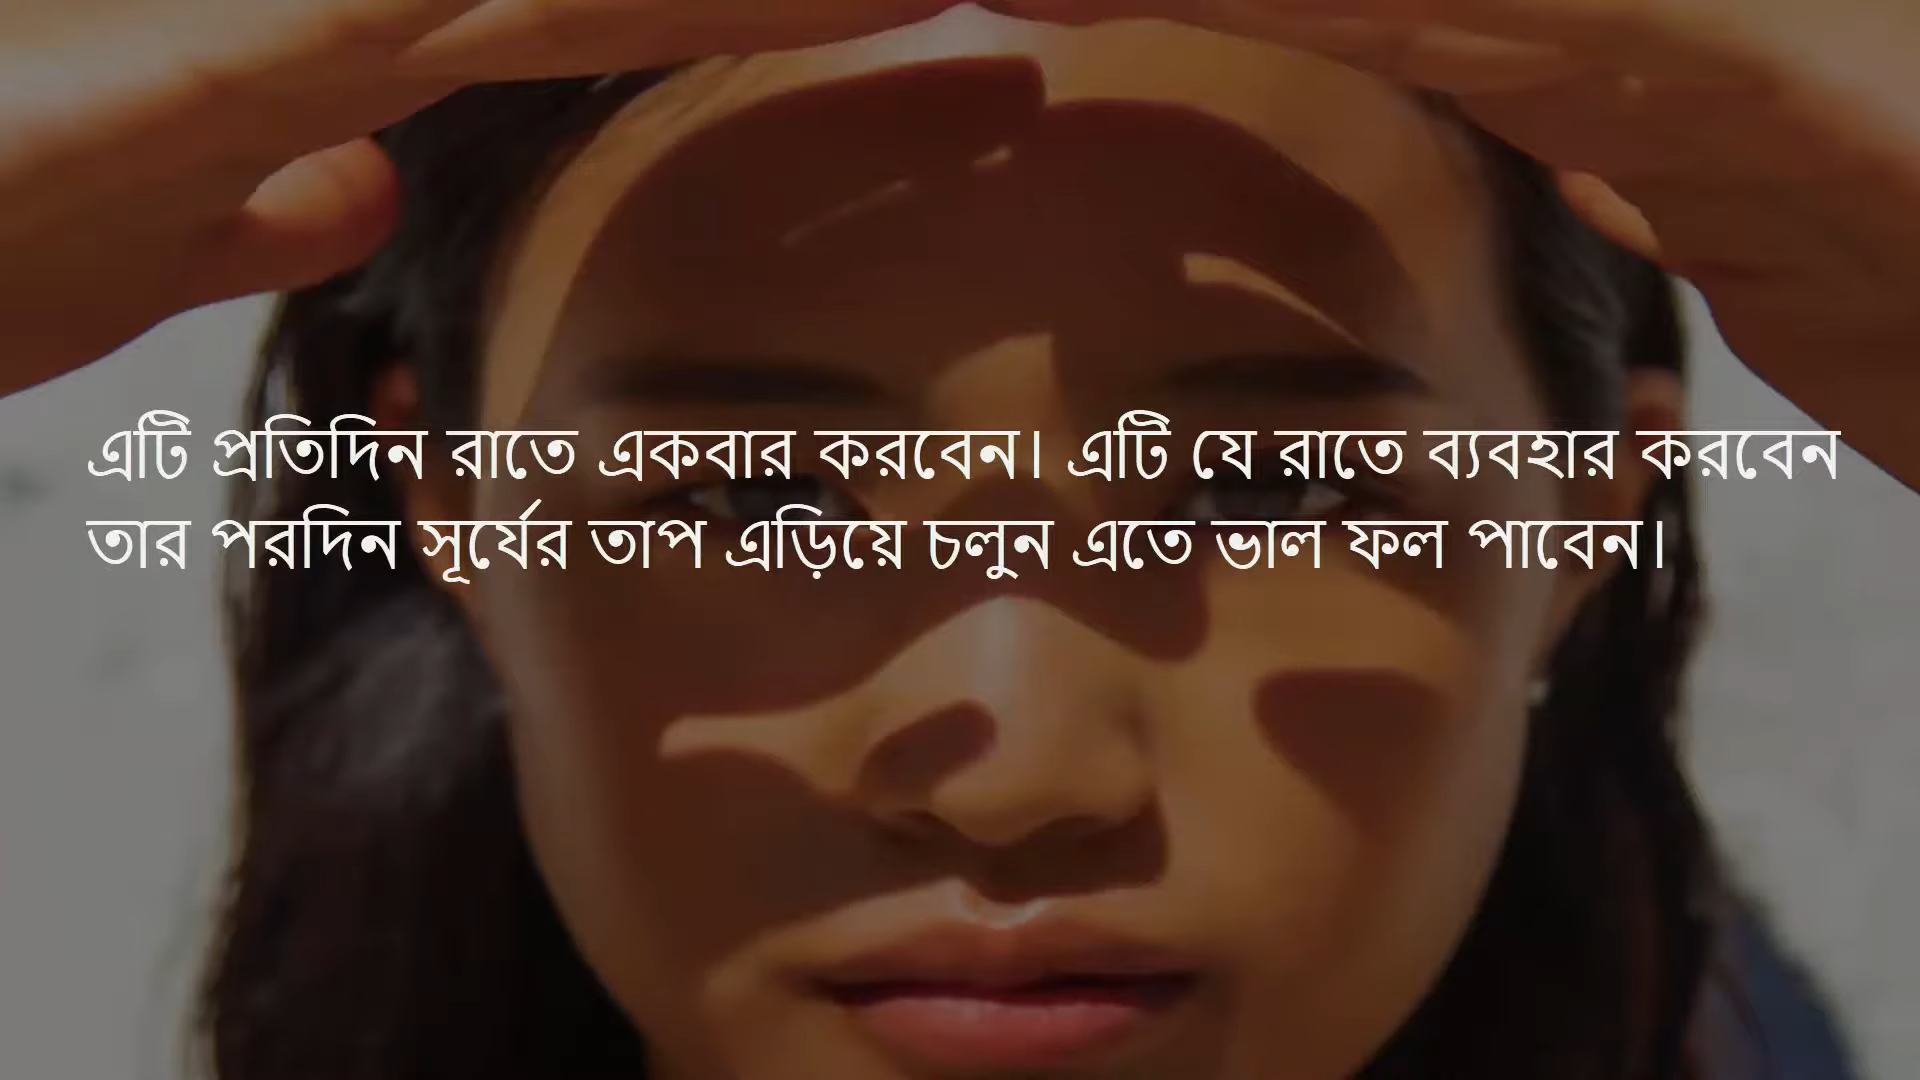 এটি প্রতিদিন রাতে একবার করবেন। এটি যে রাতে ব্যবহার করবেন
তার পরদিন সূর্যের তাপ এড়িয়ে চলুন এতে ভাল ফল পাবেন।